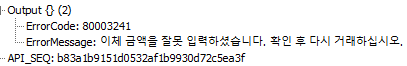 Output {} (2)
ErrorCode: 80003241
ErrorMessage: 이체 금액을 잘못 입력하셨습니다. 확인 후 다시 거래하십시오.
API_SEQ: b83a1b9151d0532af1b9930d72c5ea3f